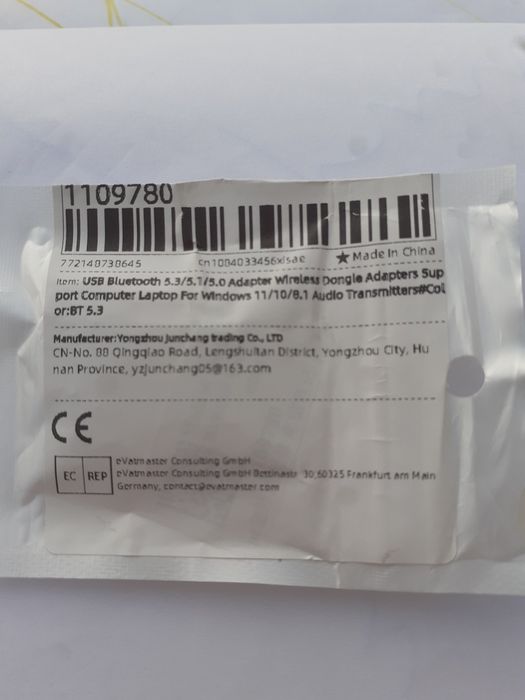 1109780
772140730645 cn1084033456xisae ★ Made In China
Item: USB Bluetooth 5.3/5.1/5.0 Adapter Wireless Dongle Adapters Sup
port Computer Laptop For Windows 11/10/8.1 Audio Transmitters#Col
or:BT 5.3
Manufacturer:Yongzhou Junchang trading Co., LTD
CN-No. 88 Qingqiao Road, Lengshuitan District, Yongzhou City, Hu
nan Province, yzjunchang05@163.com
CE
EC REP
eVatmaster Consulting GmbH
eVatmaster Consulting GmbH Bettinastr. 30,60325 Frankfurt am Main
Germany, contact@evatmaster.com